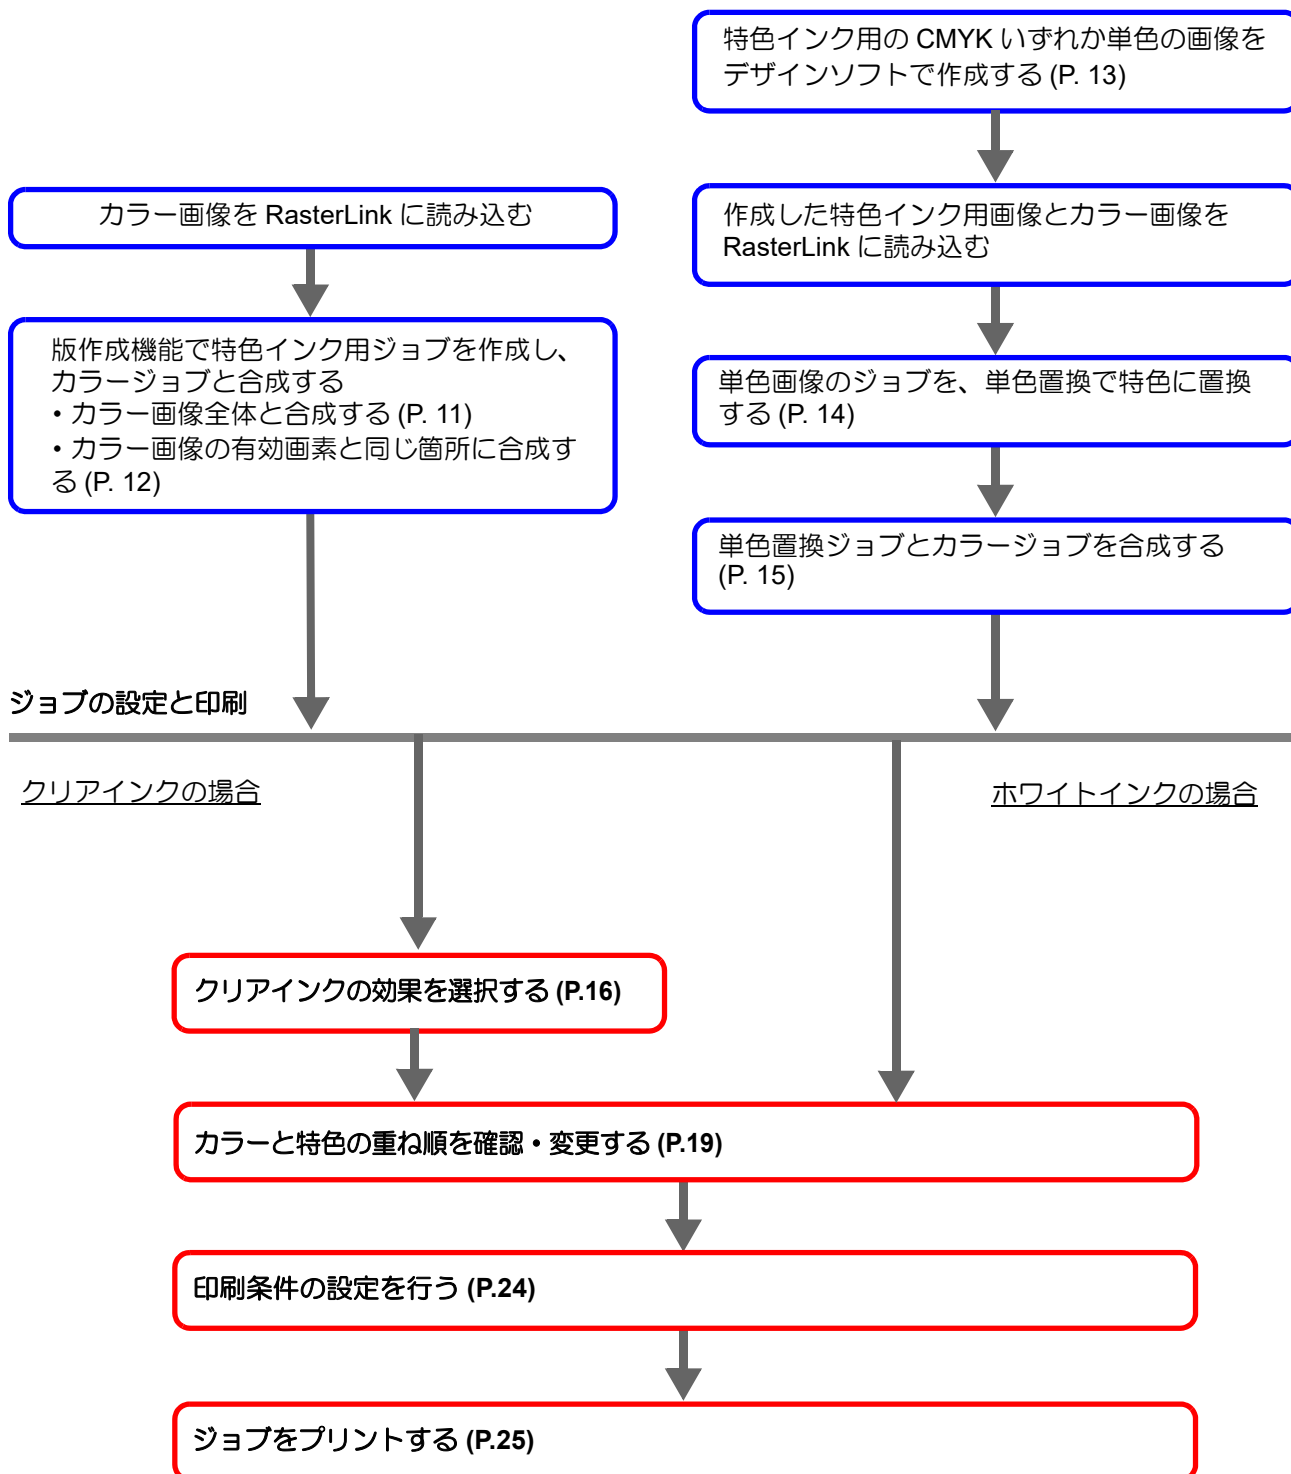 特色インク用の CMYK いずれか単色の画像を
デザインソフトで作成する (P. 13)
カラー画像を RasterLink に読み込む
作成した特色インク用画像とカラー画像を
RasterLink に読み込む
版作成機能で特色インク用ジョブを作成し、
カラージョブと合成する
・カラー画像全体と合成する (P. 11)
・カラー画像の有効画素と同じ箇所に合成す
る (P. 12)
単色画像のジョブを、単色置換で特色に置換
する (P. 14)
単色置換ジョブとカラージョブを合成する
(P. 15)
ジョブの設定と印刷
クリアインクの場合
ホワイトインクの場合
クリアインクの効果を選択する (P.16)
カラーと特色の重ね順を確認・変更する (P.19)
印刷条件の設定を行う (P.24)
ジョブをプリントする (P.25)